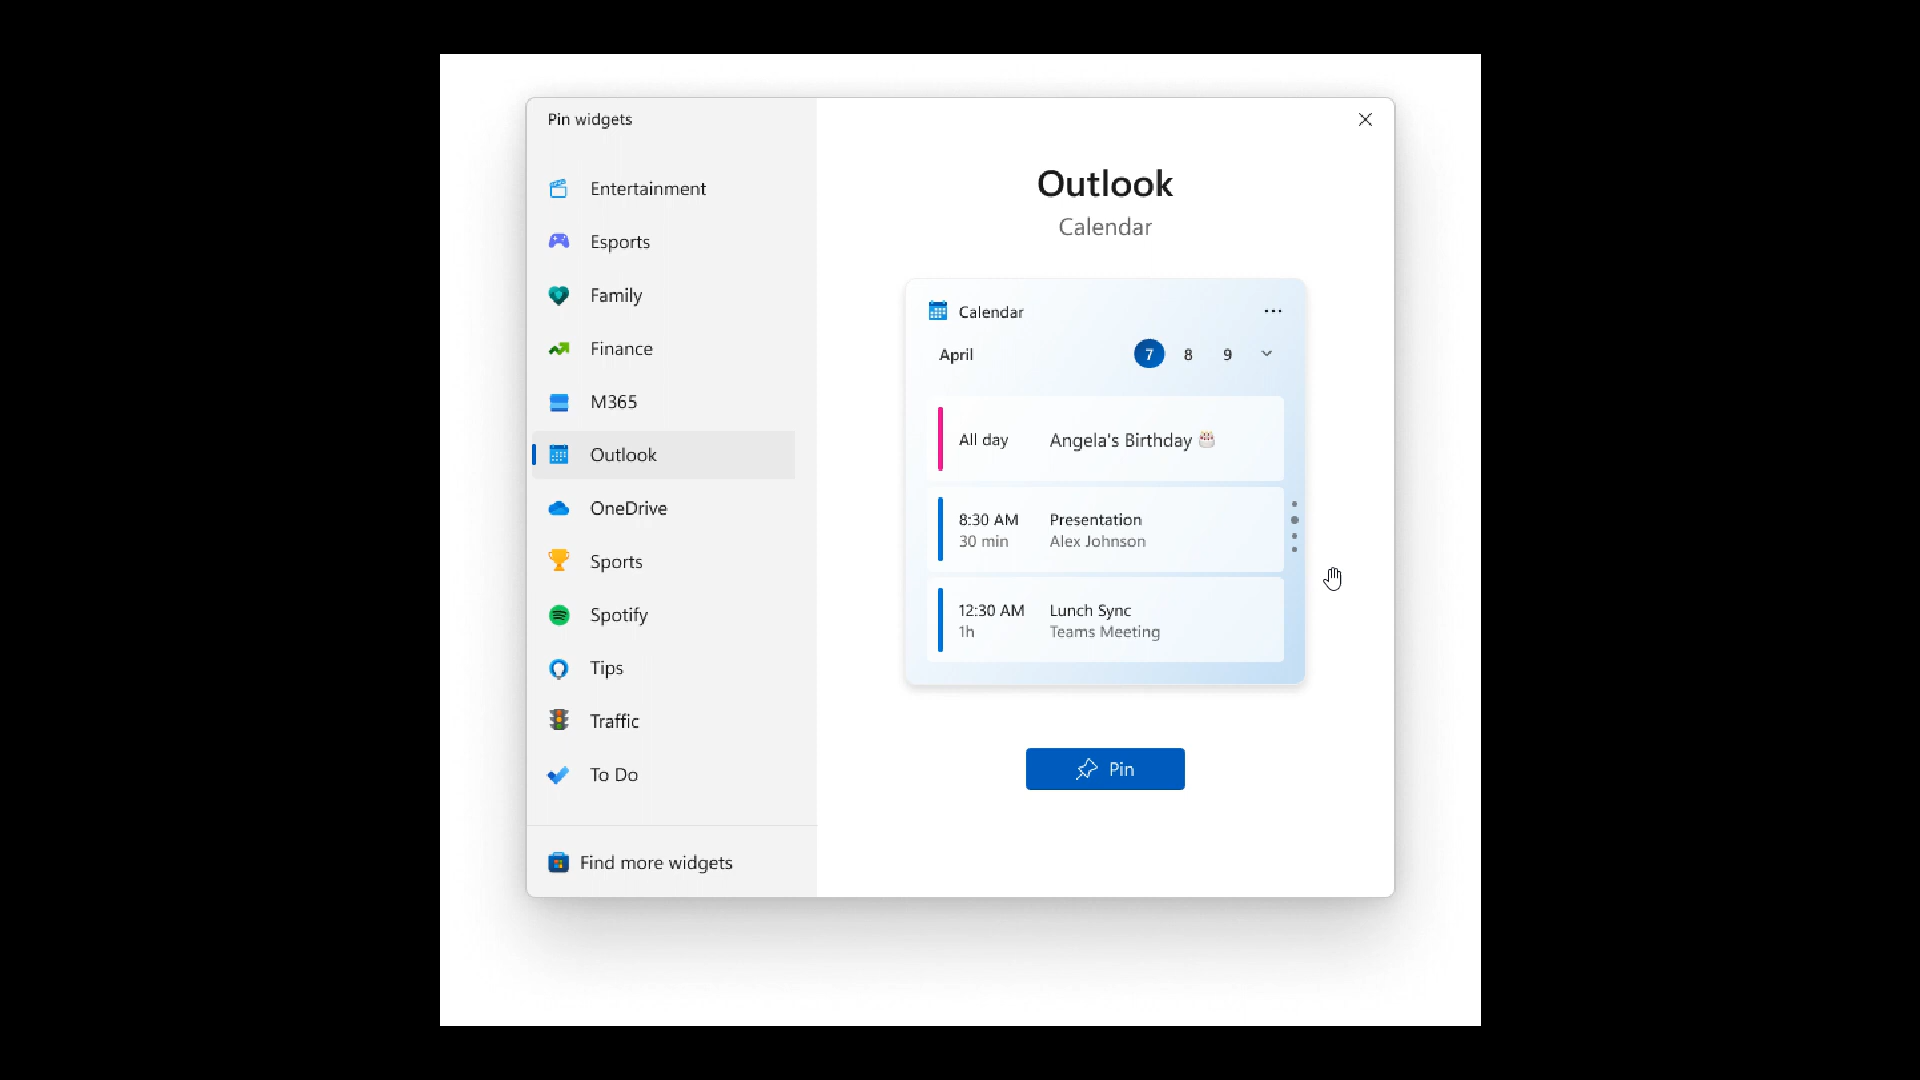 Pin widgets
Entertainment
Esports
Family
Finance
M365
Outlook
OneDrive
Sports
Spotify
Tips
Traffic
To Do
Find more widgets
Outlook
Calendar
Calendar
April 7 8 9
All day Angela's Birthday
8:30 AM Presentation
30 min Alex Johnson
12:30 AM Lunch Sync
1h Teams Meeting
Pin